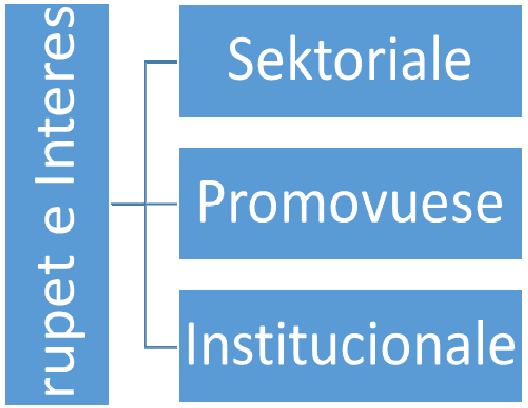 rupet e Interes
Sektoriale
Promovuese
Institucionale